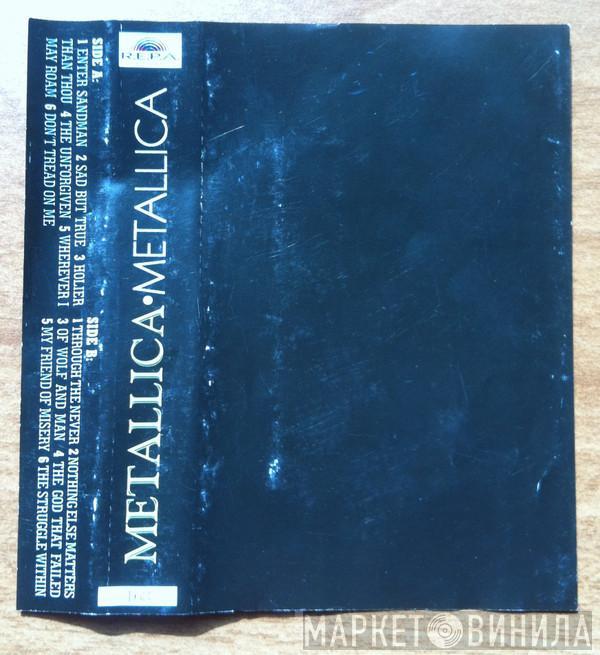 SIDE A:
1 ENTER SANDMAN 2 SAD BUT TRUE 3 HOLIER
THAN THOU 4 THE UNFORGIVEN 5 WHEREVER I
MAY ROAM 6 DON'T TREAD ON ME
SIDE B:
1 THROUGH THE NEVER 2 NOTHING ELSE MATTERS
3 OF WOLF AND MAN 4 THE GOD THAT FAILED
5 MY FRIEND OF MISERY 6 THE STRUGGLE WITHIN
REPA
METALLICA•METALLICA
МАРКЕТ ВИНИЛА